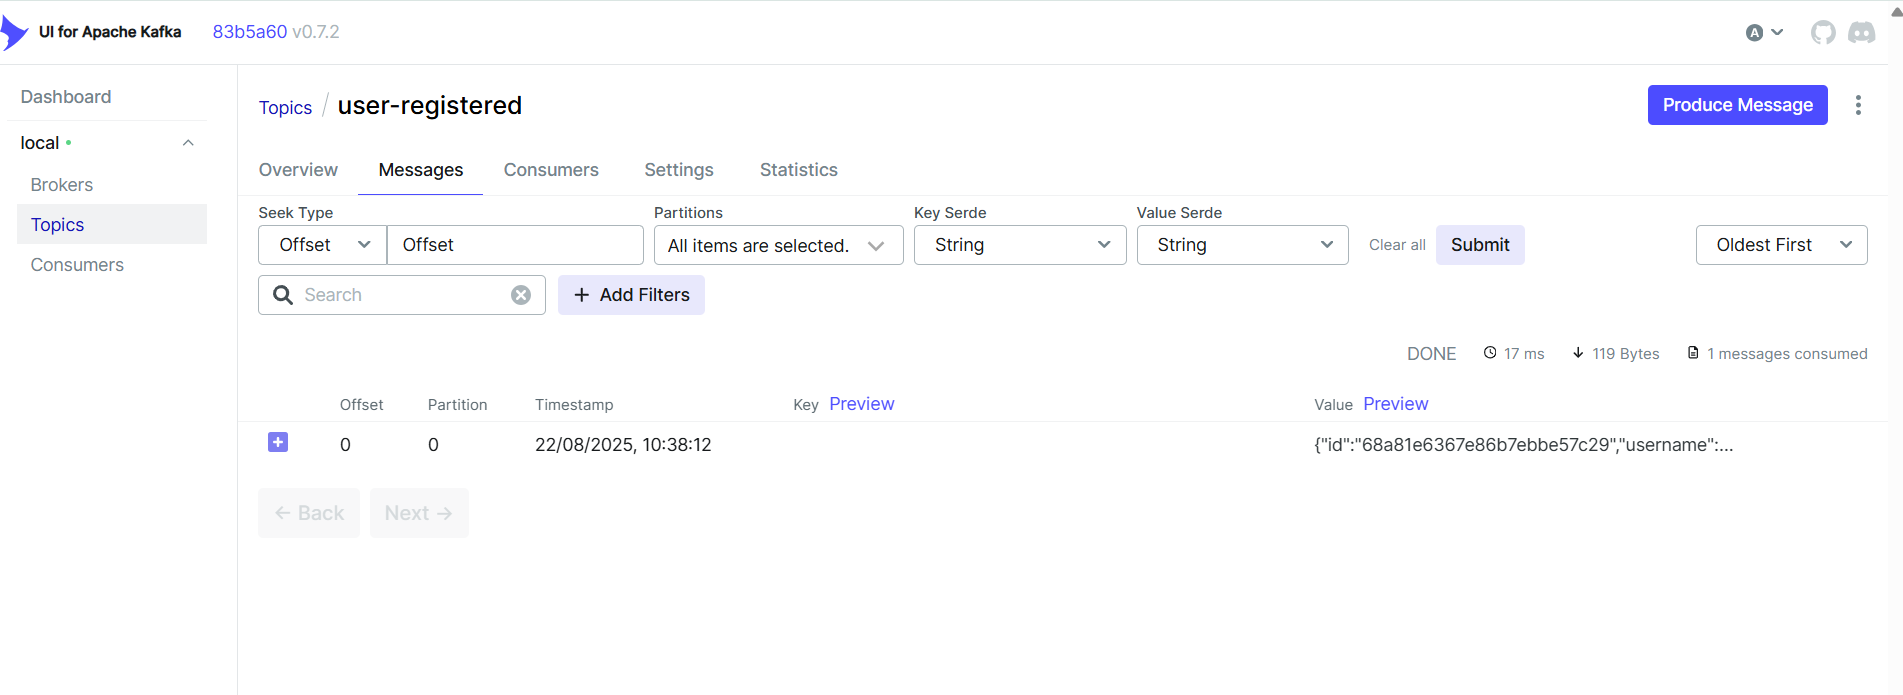 UI for Apache Kafka 83b5a60 v0.7.2 A
Dashboard
local
Brokers
Topics
Consumers
Topics / user-registered
Produce Message
Overview Messages Consumers Settings Statistics
Seek Type Partitions Key Serde Value Serde
Offset Offset All items are selected. String String Clear all Submit Oldest First
Search + Add Filters
DONE 17 ms 119 Bytes 1 messages consumed
Offset Partition Timestamp Key Preview Value Preview
0 0 22/08/2025, 10:38:12 {"id":"68a81e6367e86b7ebbe57c29","username":...
← Back Next →